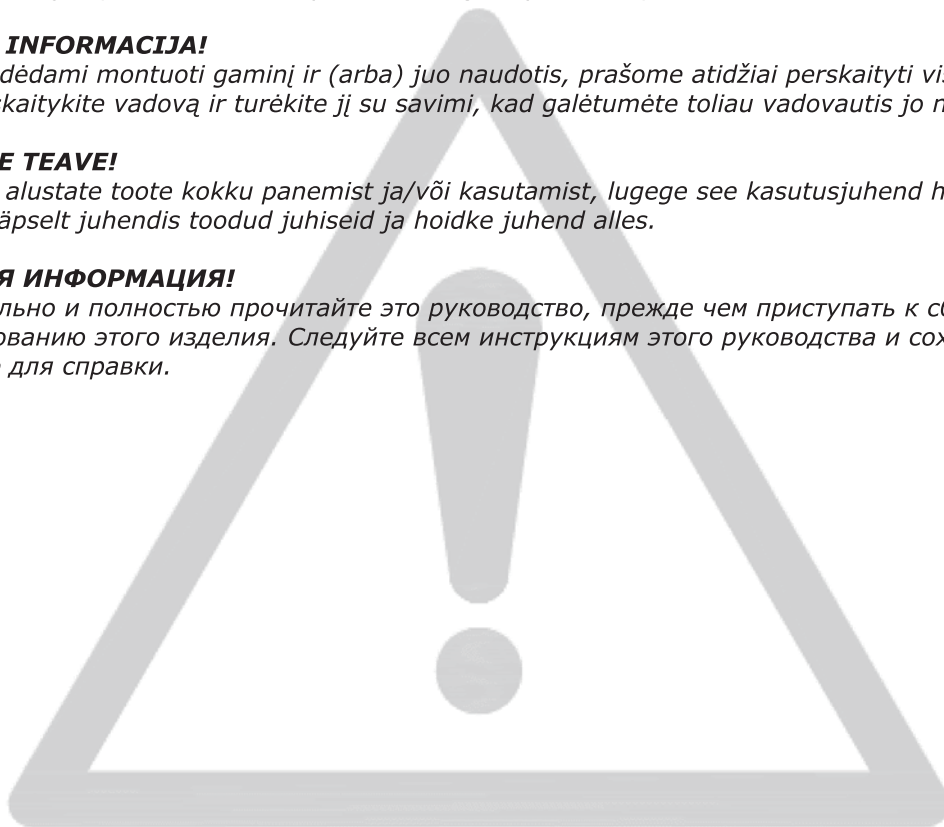 INFORMACIJA!
dėdami montuoti gaminį ir (arba) juo naudotis, prašome atidžiai perskaityti vis
skaitykite vadovą ir turėkite jį su savimi, kad galėtumėte toliau vadovautis jo n
E TEAVE!
alustate toote kokku panemist ja/või kasutamist, lugege see kasutusjuhend h
äpselt juhendis toodud juhiseid ja hoidke juhend alles.
Я ИНФОРМАЦИЯ!
льно и полностью прочитайте это руководство, прежде чем приступать к сб
ованию этого изделия. Следуйте всем инструкциям этого руководства и сох
для справки.